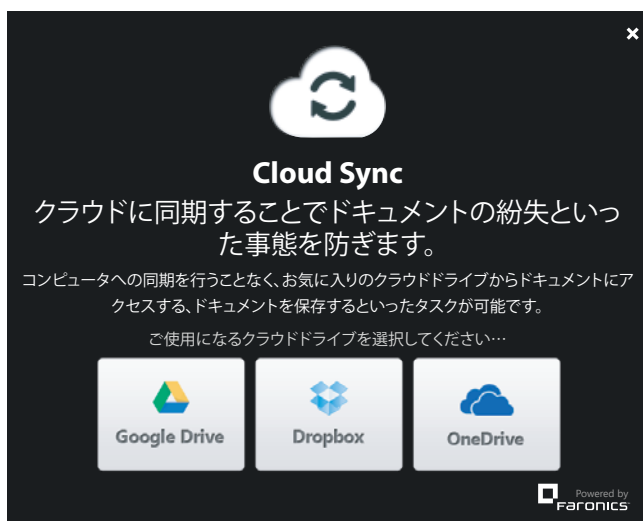 ×
Cloud Sync
クラウドに同期することでドキュメントの紛失といっ
た事態を防ぎます。
コンピュータへの同期を行うことなく、お気に入りのクラウドドライブからドキュメントにア
クセスする、ドキュメントを保存するといったタスクが可能です。
ご使用になるクラウドドライブを選択してください…
Google Drive
Dropbox
OneDrive
Powered by
Faronics